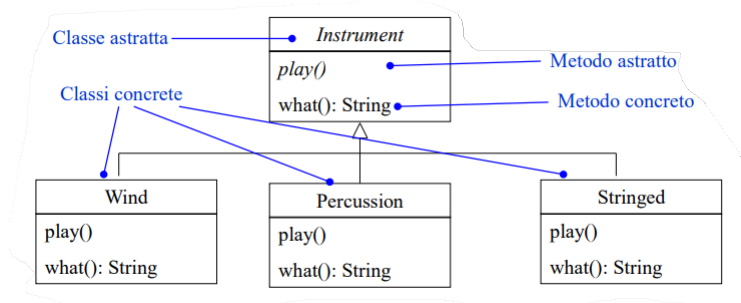 Classe astratta
Instrument
play()
Metodo astratto
Classi concrete
what(): String
Metodo concreto
Wind
Percussion
Stringed
play()
play()
play()
what(): String
what(): String
what(): String